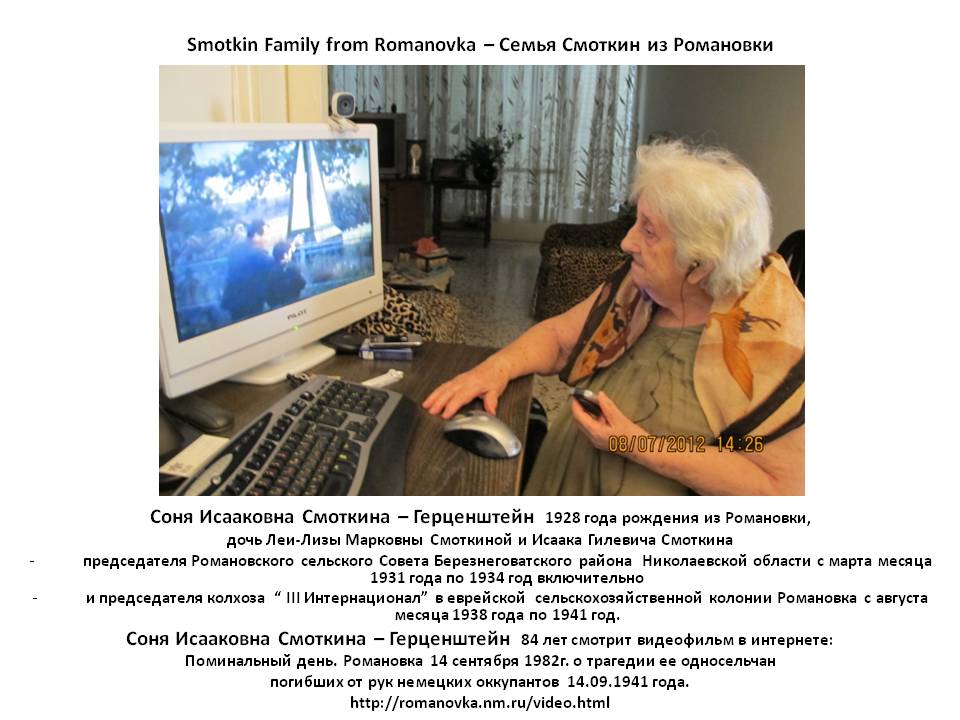 Smotkin Family from Romanovka – Семья Смоткин из Романовки
PILOT
08/07/2012 14:26
Соня Исааковна Смоткина – Герценштейн 1928 года рождения из Романовки,
дочь Леи-Лизы Марковны Смоткиной и Исаака Гилевича Смоткина
- председателя Романовского сельского Совета Березнеговатского района Николаевской области с марта месяца
1931 года по 1934 год включительно
- и председателя колхоза “ III Интернационал” в еврейской сельскохозяйственной колонии Романовка с августа
месяца 1938 года по 1941 год.
Соня Исааковна Смоткина – Герценштейн 84 лет смотрит видеофильм в интернете:
Поминальный день. Романовка 14 сентября 1982г. о трагедии ее односельчан
погибших от рук немецких оккупантов 14.09.1941 года.
http://romanovka.nm.ru/video.html